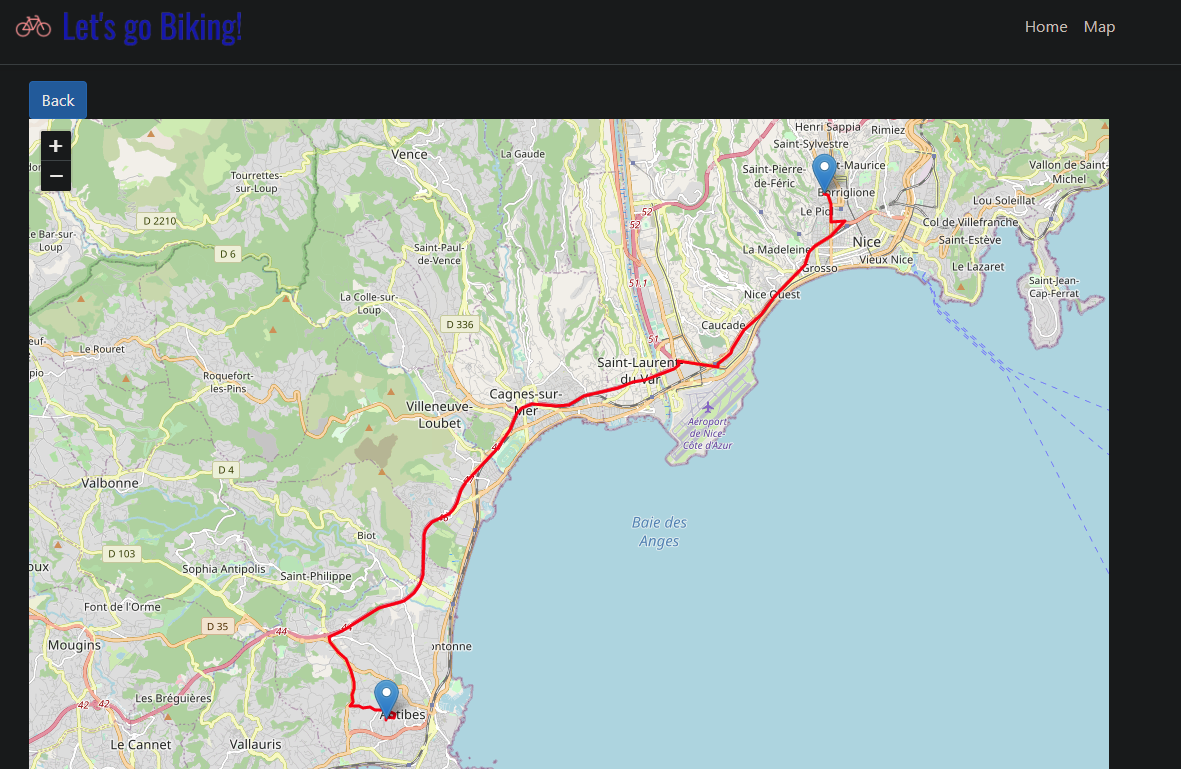 Let's go Biking!
Home Map
Back
+
−
Henri Sappia
Rimiez
Saint-Sylvestre
Vence
La Gaude
Saint-Pierre-
de-Féric
t-Maurice
Vallon de Saint-
Michel
Tourrettes-
sur-Loup
Borriglione
Lou Soleillat
52
Le Pio
D 2210
52
Col de Villefranche
Le Bar-sur-
Loup
Nice
Saint-Estève
Saint-Paul-
de-Vence
La Madeleine
D 6
Vieux Nice
Grosso
Le Lazaret
51.1
Saint-Jean-
Cap-Ferrat
La Colle-sur-
Loup
Nice Ouest
D 336
Caucade
51
Le Rouret
Saint-Laurent-
du-Var
Roquefort-
les-Pins
Cagnes-sur-
Mer
Villeneuve-
Loubet
Aéroport
de Nice-
Côte d'Azur
D 4
Valbonne
Baie des
Anges
Biot
D 103
Sophia Antipolis
Saint-Philippe
Font de l'Orme
D 35
44
44
Mougins
Les Bréguières
42
42
Antibes
Le Cannet
Vallauris